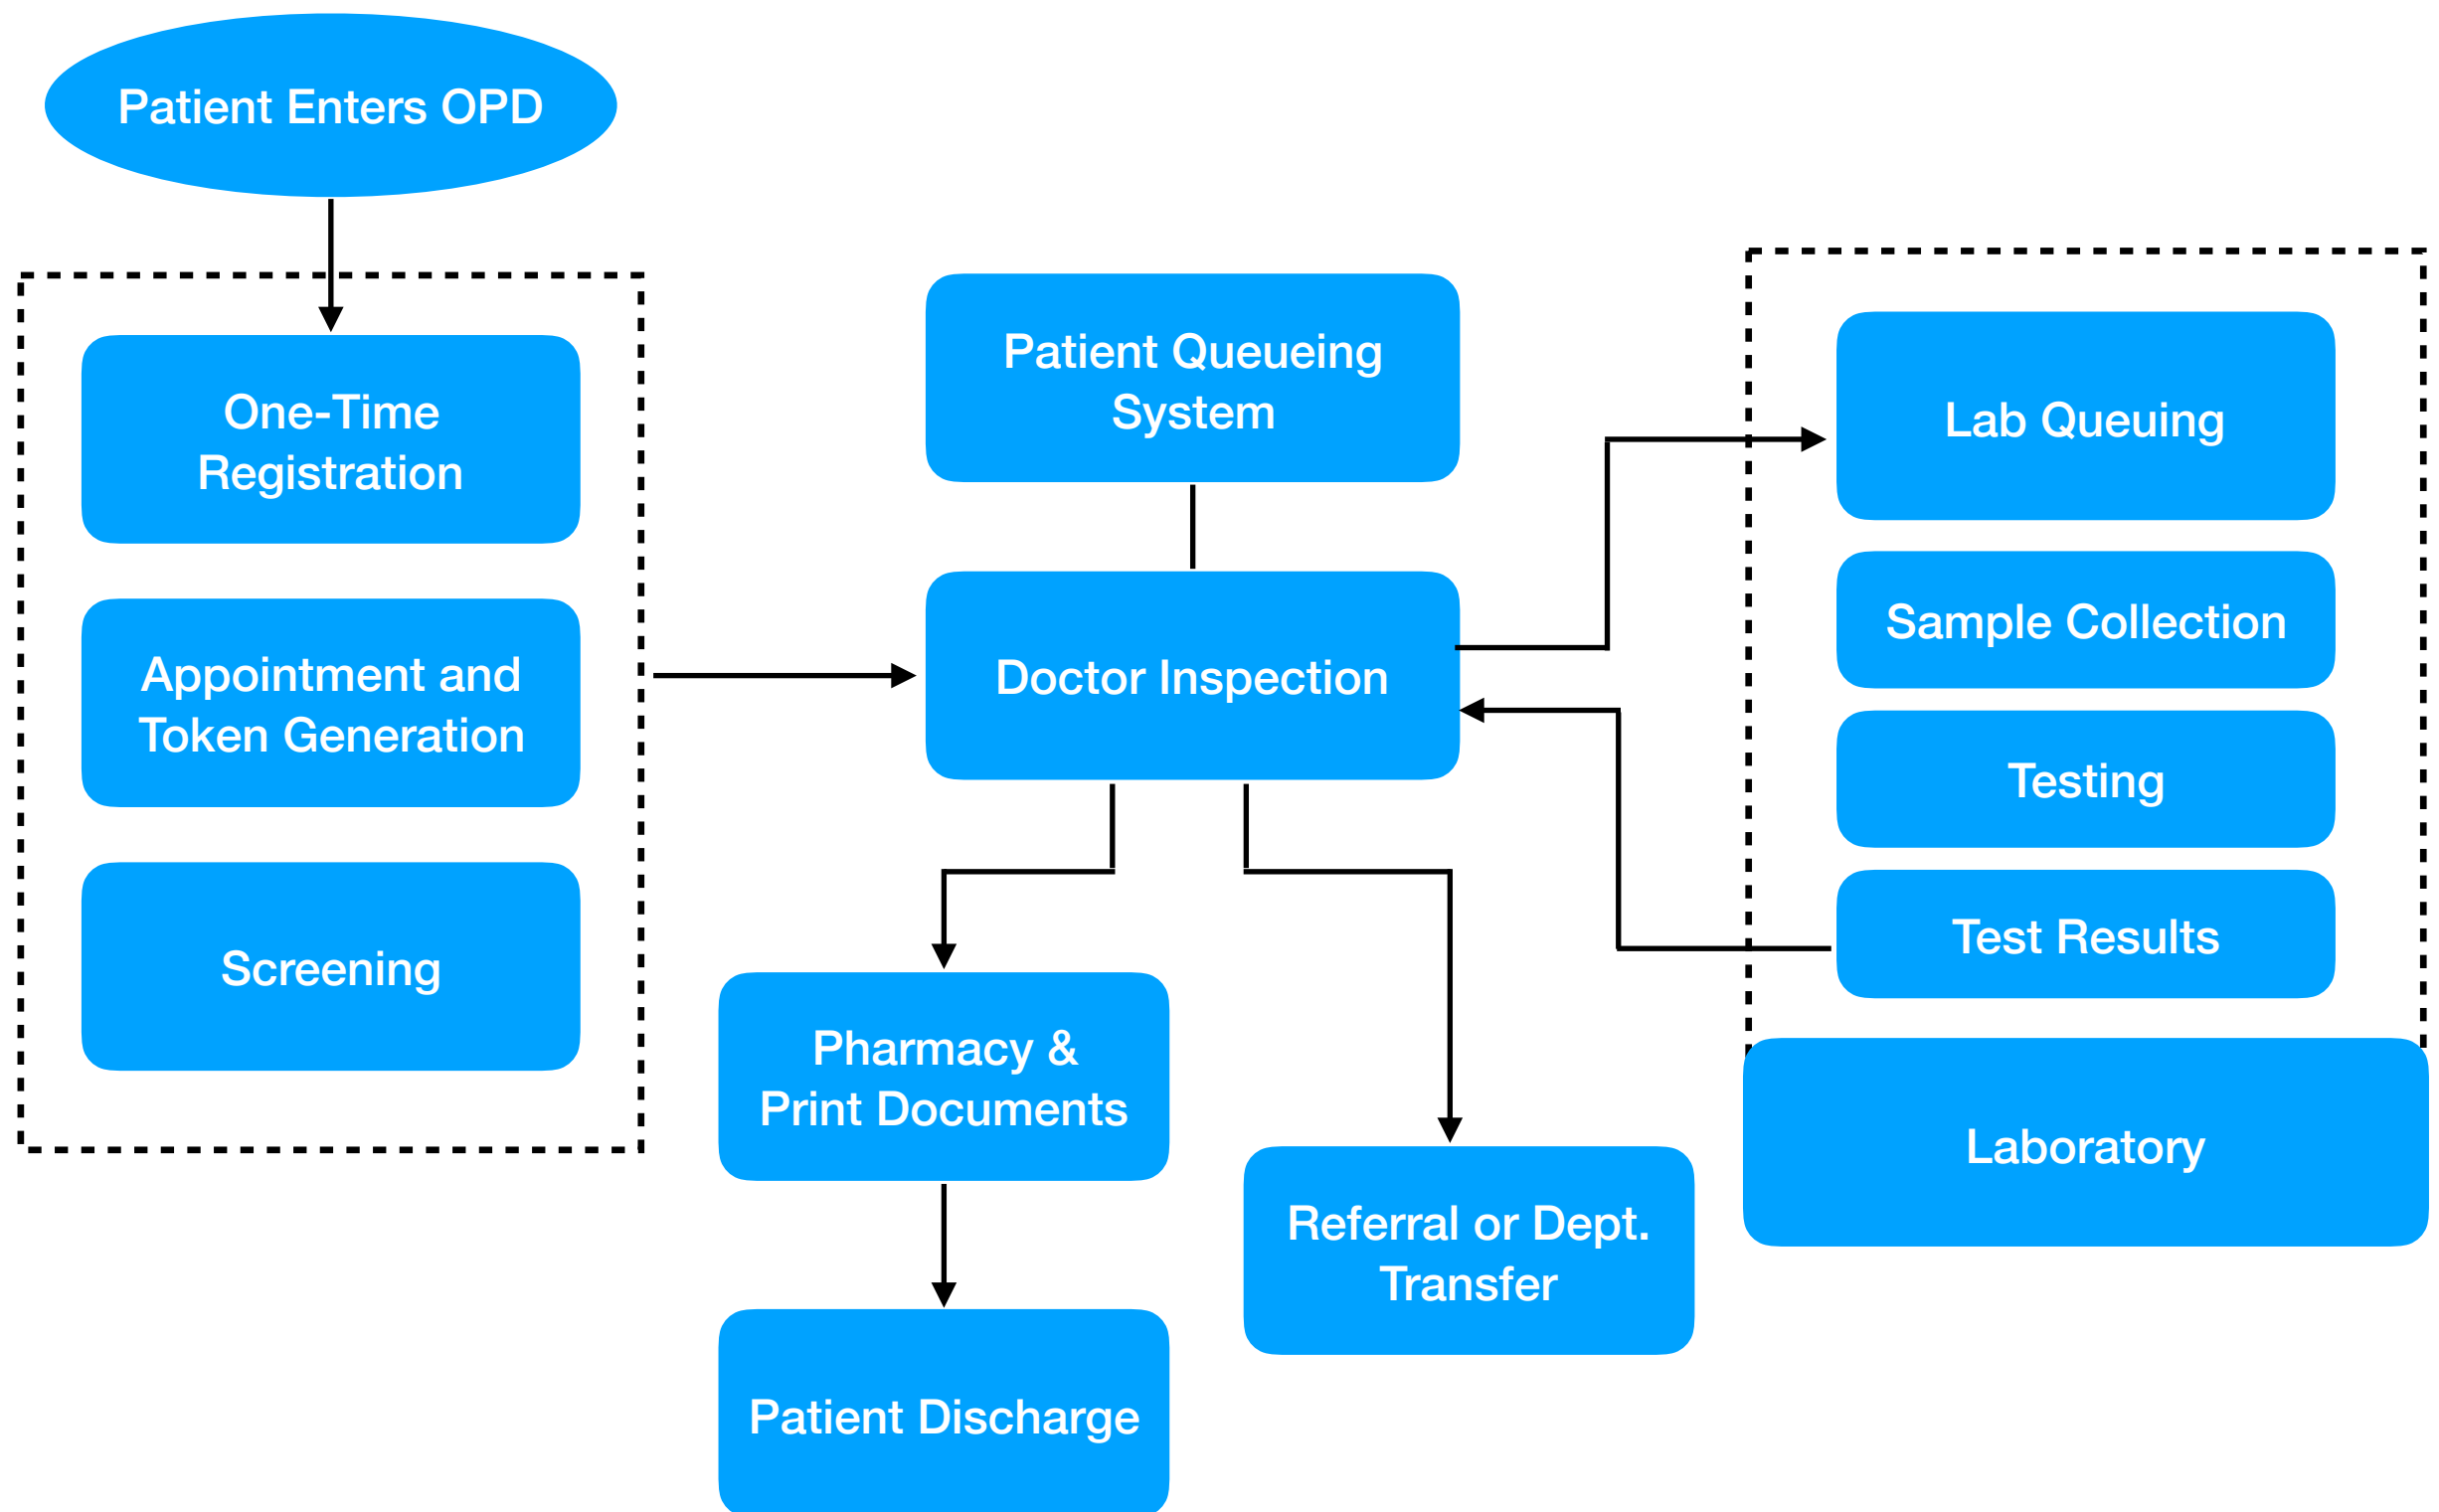 Patient Enters OPD
One-Time
Registration
Appointment and
Token Generation
Screening
Patient Queueing
System
Doctor Inspection
Pharmacy &
Print Documents
Patient Discharge
Referral or Dept.
Transfer
Lab Queuing
Sample Collection
Testing
Test Results
Laboratory